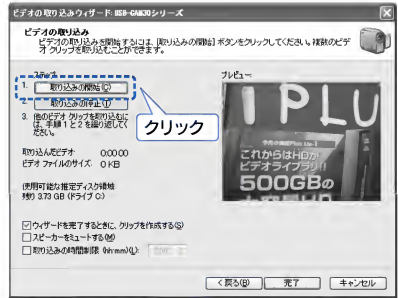 ビデオの取り込みウィザード: USB-CAM30シリーズ
ビデオの取り込み
ビデオの取り込みを開始するには、[取り込みの開始] ボタンをクリックしてください。複数のビデ
オ クリップを取り込むことができます。
ステップ
1. 取り込みの開始(C)
2. 取り込みの停止(T)
3. 他のビデオ クリップを取り込むに
は、手順 1 と 2 を繰り返してく
ださい。
クリック
取り込んだビデオ: 0:00:00
ビデオ ファイルのサイズ: 0 KB
使用可能な推定ディスク領域
残り 3.73 GB (ドライブ C:)
ウィザードを完了するときに、クリップを作成する(S)
スピーカーをミュートする(M)
取り込みの時間制限 (hh:mm)(L):
プレビュー
I PLU
これからはHDが
ビデオライブラリ!!
500GBの
< 戻る(B)
完了
キャンセル